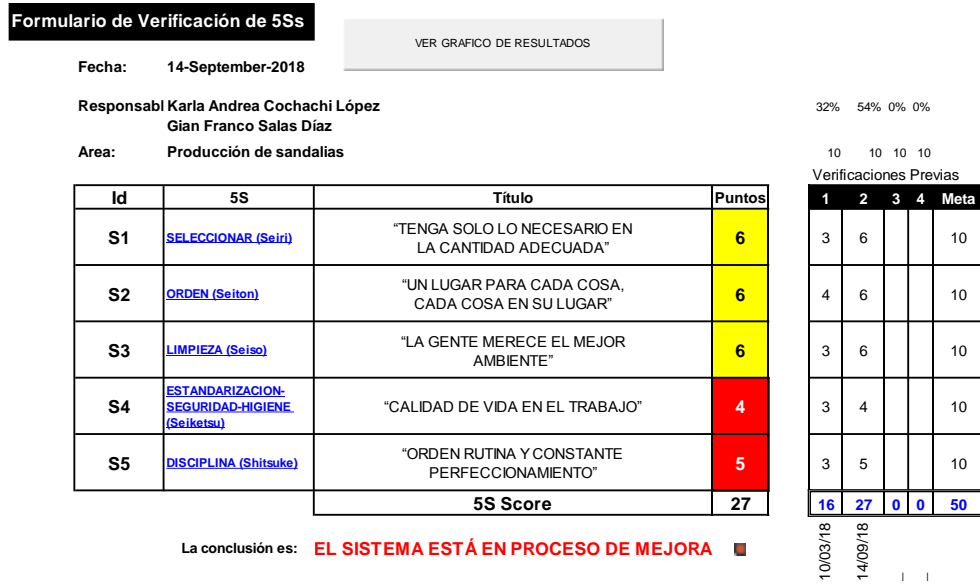 Formulario de Verificación de 5Ss
VER GRAFICO DE RESULTADOS
Fecha: 14-September-2018
Responsabl Karla Andrea Cochachi López 32% 54% 0% 0%
Gian Franco Salas Díaz
Area: Producción de sandalias 10 10 10 10
Verificaciones Previas
Id 5S Título Puntos 1 2 3 4 Meta
S1 SELECCIONAR (Seiri) “TENGA SOLO LO NECESARIO EN
LA CANTIDAD ADECUADA” 6 3 6 10
S2 ORDEN (Seiton) “UN LUGAR PARA CADA COSA,
CADA COSA EN SU LUGAR” 6 4 6 10
S3 LIMPIEZA (Seiso) “LA GENTE MERECE EL MEJOR
AMBIENTE” 6 3 6 10
S4 ESTANDARIZACION-
SEGURIDAD-HIGIENE
(Seiketsu) “CALIDAD DE VIDA EN EL TRABAJO” 4 3 4 10
S5 DISCIPLINA (Shitsuke) “ORDEN RUTINA Y CONSTANTE
PERFECCIONAMIENTO” 5 3 5 10
5S Score 27 16 27 0 0 50
La conclusión es: EL SISTEMA ESTÁ EN PROCESO DE MEJORA
10/03/18
14/09/18